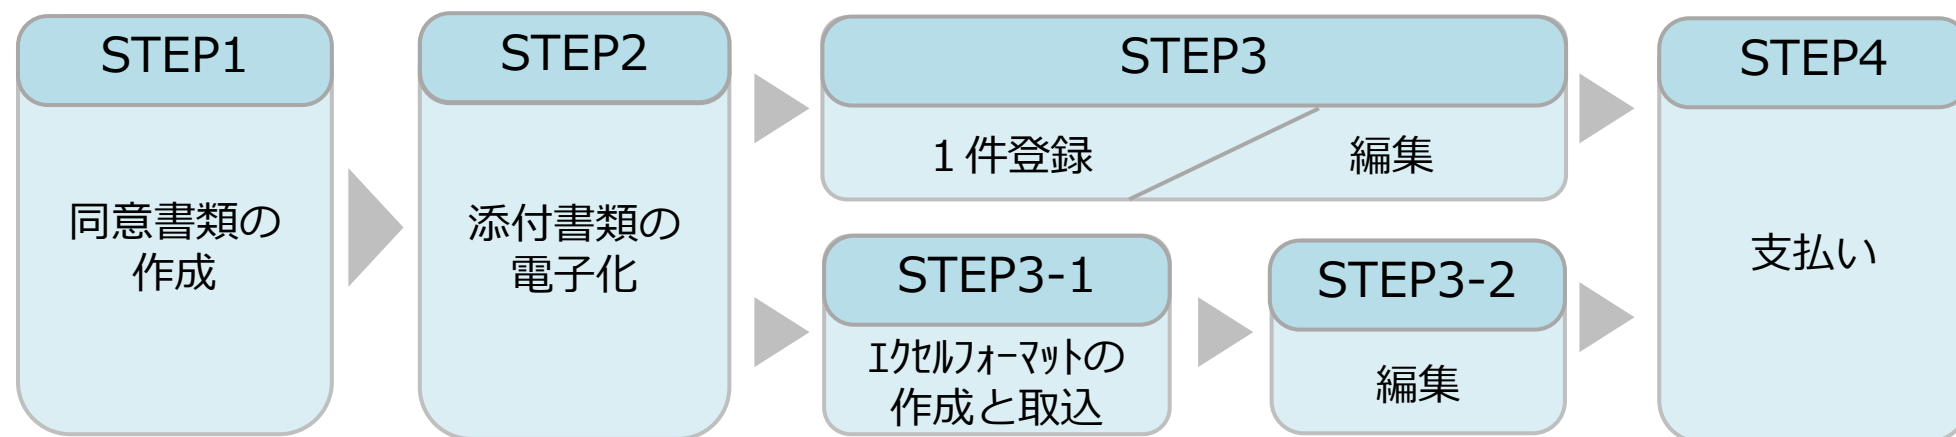 STEP1
同意書類の
作成
STEP2
添付書類の
電子化
STEP3
１件登録
編集
STEP3-1
ｴｸｾﾙﾌｫｰﾏｯﾄの
作成と取込
STEP3-2
編集
STEP4
支払い